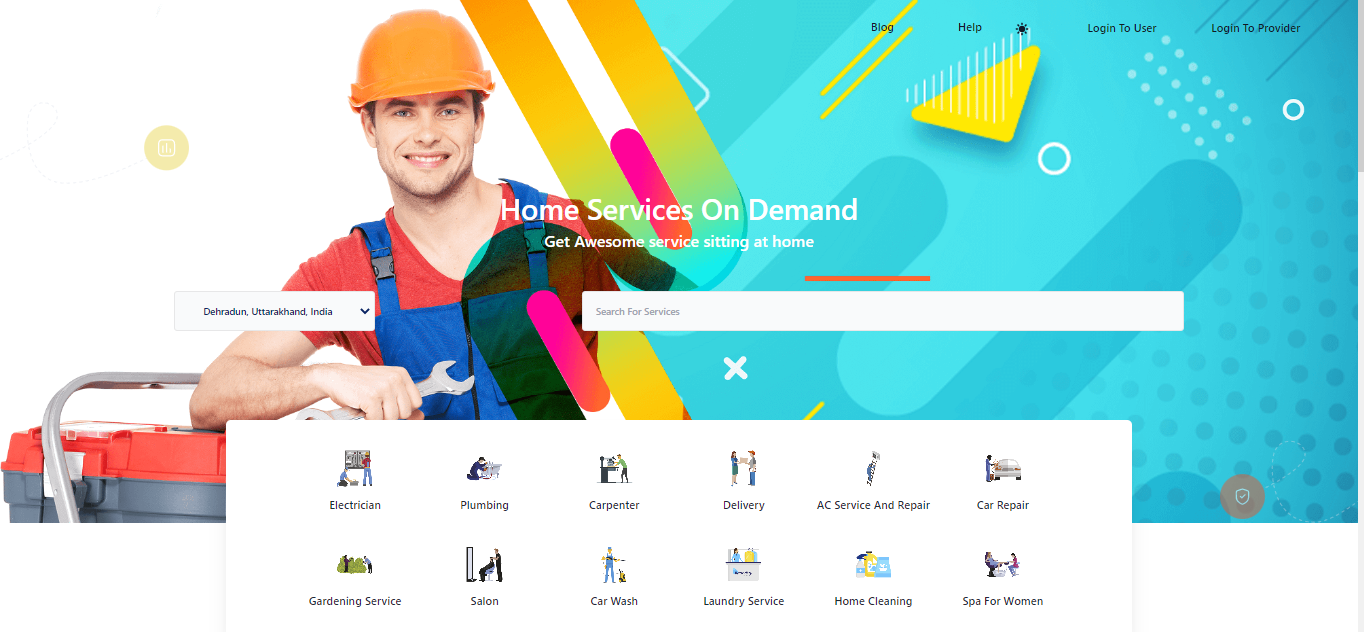 Blog Help Login To User Login To Provider
Home Services On Demand
Get Awesome service sitting at home
Dehradun, Uttarakhand, India Search For Services
Electrician Plumbing Carpenter Delivery AC Service And Repair Car Repair
Gardening Service Salon Car Wash Laundry Service Home Cleaning Spa For Women